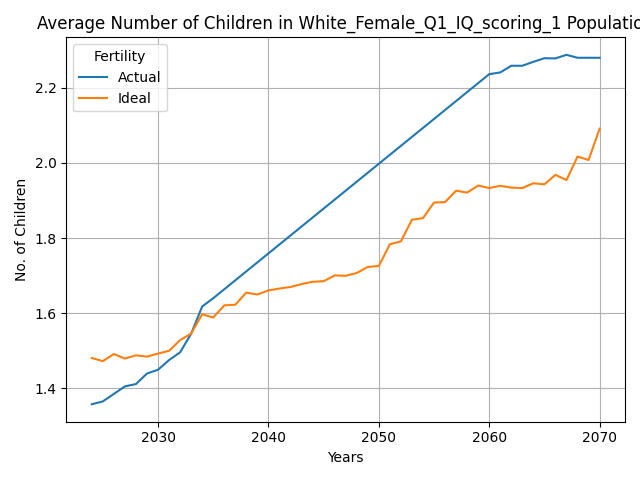 Average Number of Children in White_Female_Q1_IQ_scoring_1 Populatio
Fertility
Actual
Ideal
2.2
2.0
1.8
1.6
1.4
No. of Children
2030 2040 2050 2060 2070
Years